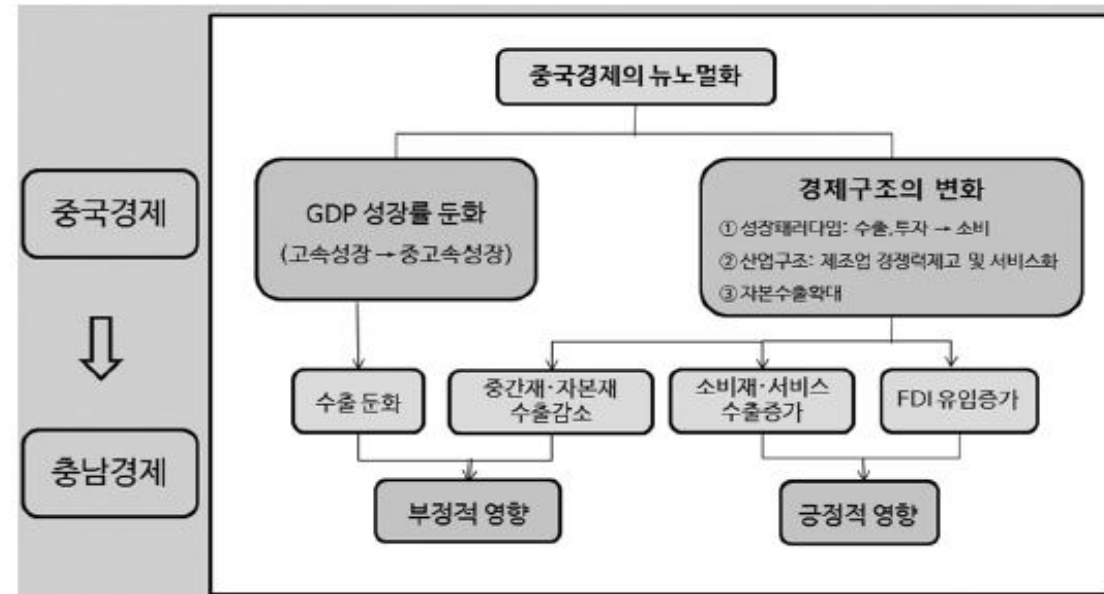 중국경제의 뉴노멀화
중국경제
GDP 성장률 둔화
(고속성장 → 중고속성장)
경제구조의 변화
① 성장패러다임: 수출,투자 → 소비
② 산업구조: 제조업 경쟁력제고 및 서비스화
③ 자본수출확대
충남경제
수출 둔화
중간재·자본재
수출감소
소비재·서비스
수출증가
FDI 유입증가
부정적 영향
긍정적 영향